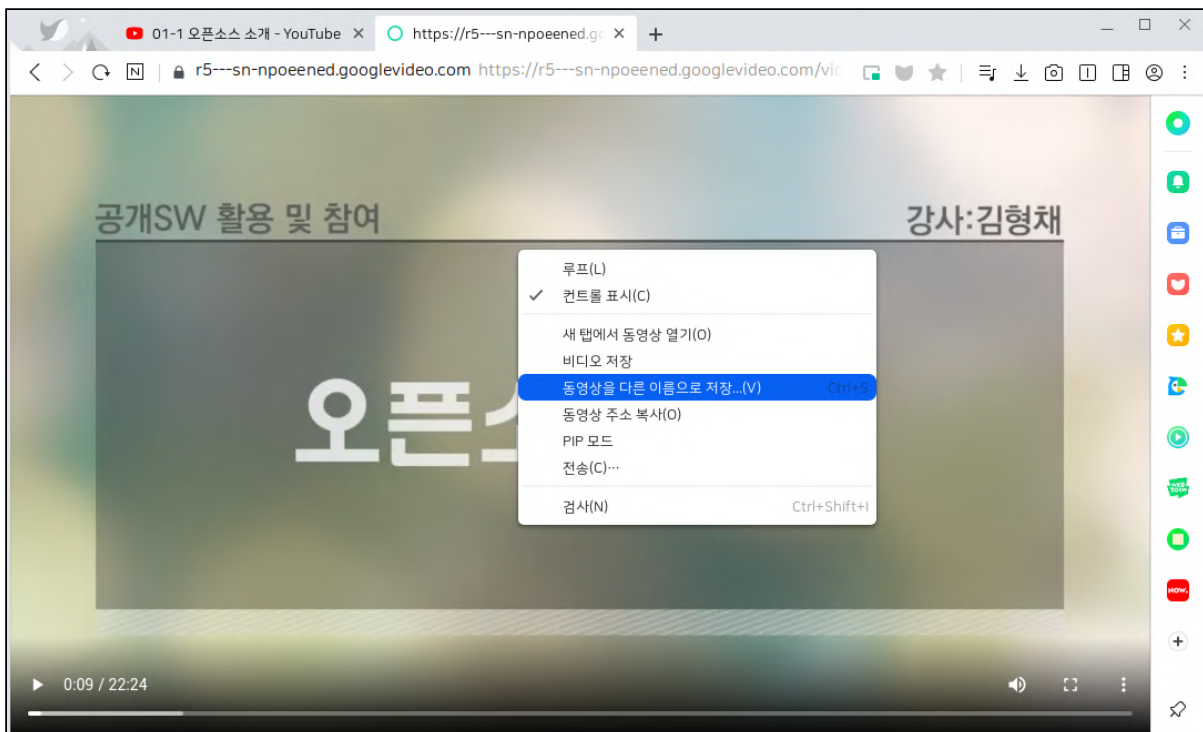 01-1 오픈소스 소개 - YouTube
https://r5---sn-npoeened.gc
N
r5---sn-npoeened.googlevideo.com https://r5---sn-npoeened.googlevideo.com/vic
공개SW 활용 및 참여
강사:김형채
루프(L)
컨트롤 표시(C)
새 탭에서 동영상 열기(O)
비디오 저장
동영상을 다른 이름으로 저장...(V) Ctrl+S
동영상 주소 복사(O)
PIP 모드
전송(C)…
검사(N) Ctrl+Shift+I
오픈소
WEB
TOON
NOW.
0:09 / 22:24